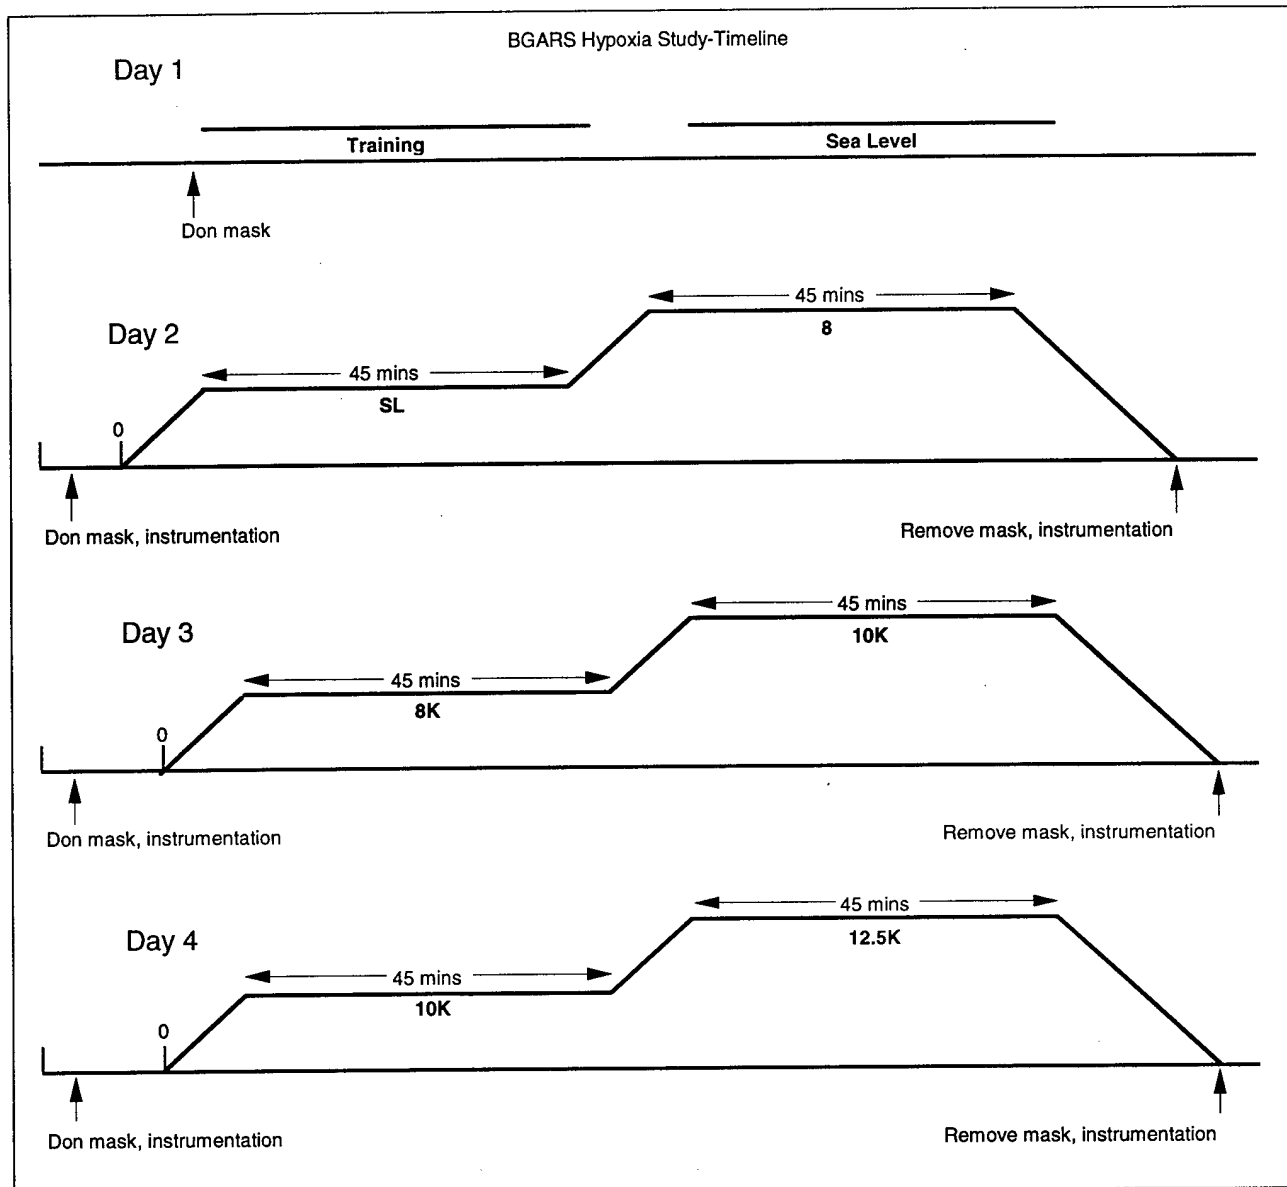 BGARS Hypoxia Study-Timeline
Day 1
Training
Sea Level
Don mask
Day 2
45 mins
8
45 mins
SL
0
Don mask, instrumentation
Remove mask, instrumentation
Day 3
45 mins
10K
45 mins
8K
0
Don mask, instrumentation
Remove mask, instrumentation
Day 4
45 mins
12.5K
45 mins
10K
0
Don mask, instrumentation
Remove mask, instrumentation